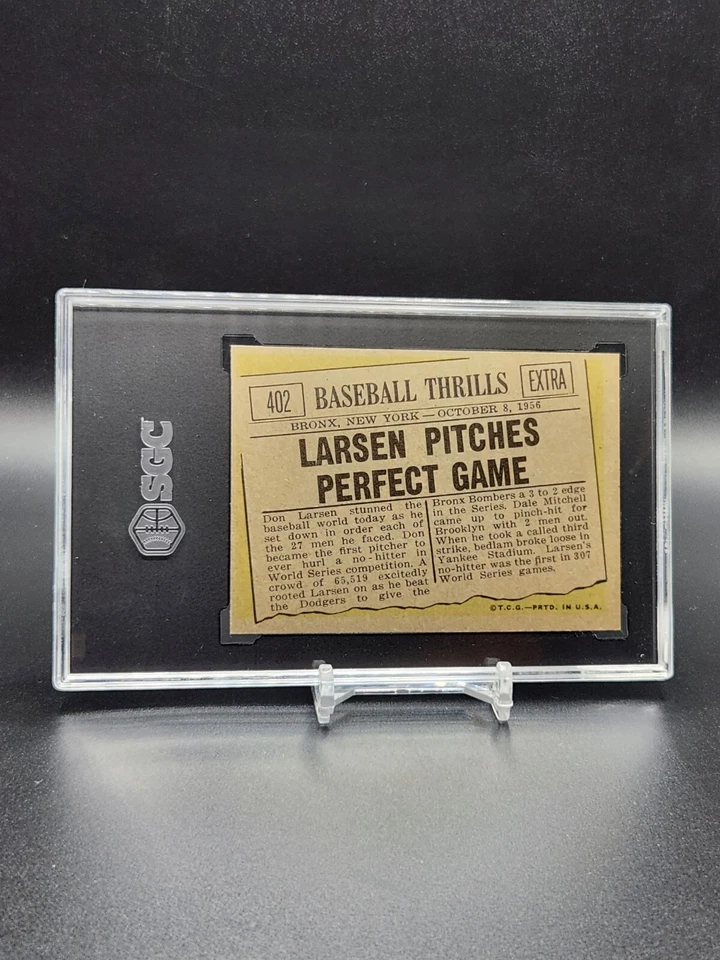 SGC
402 BASEBALL THRILLS EXTRA
BRONX, NEW YORK — OCTOBER 8, 1956
LARSEN PITCHES
PERFECT GAME
Don Larsen stunned the
baseball world today as he
set down in order each of
the 27 men he faced. Don
became the first pitcher to
ever hurl a no-hitter in
World Series competition. A
crowd of 65,519 excitedly
rooted Larsen on as he beat
the Dodgers to give the
Bronx Bombers a 3 to 2 edge
in the Series. Dale Mitchell
came up to pinch-hit for
Brooklyn with 2 men out.
When he took a called third
strike, bedlam broke loose in
Yankee Stadium. Larsen's
no-hitter was the first in 307
World Series games.
©T.C.G.—PRTD. IN U.S.A.